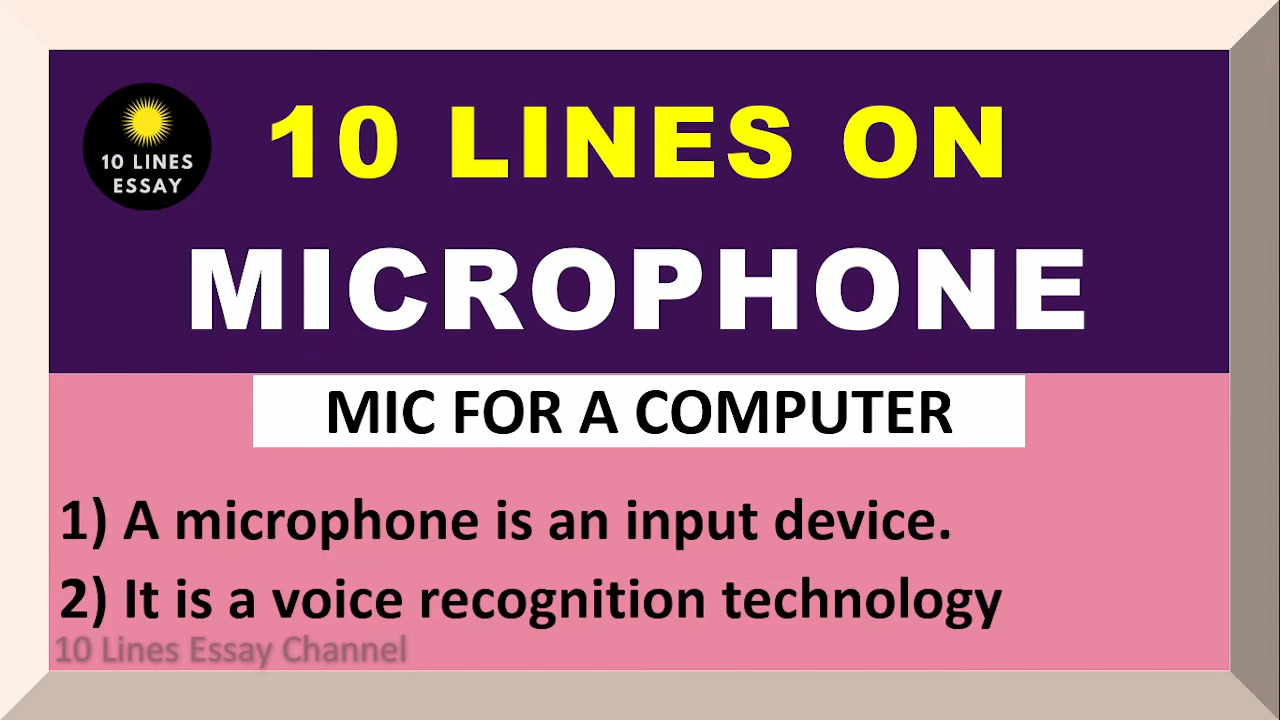 10 LINES
ESSAY
10 LINES ON
MICROPHONE
MIC FOR A COMPUTER
1) A microphone is an input device.
2) It is a voice recognition technology
10 Lines Essay Channel